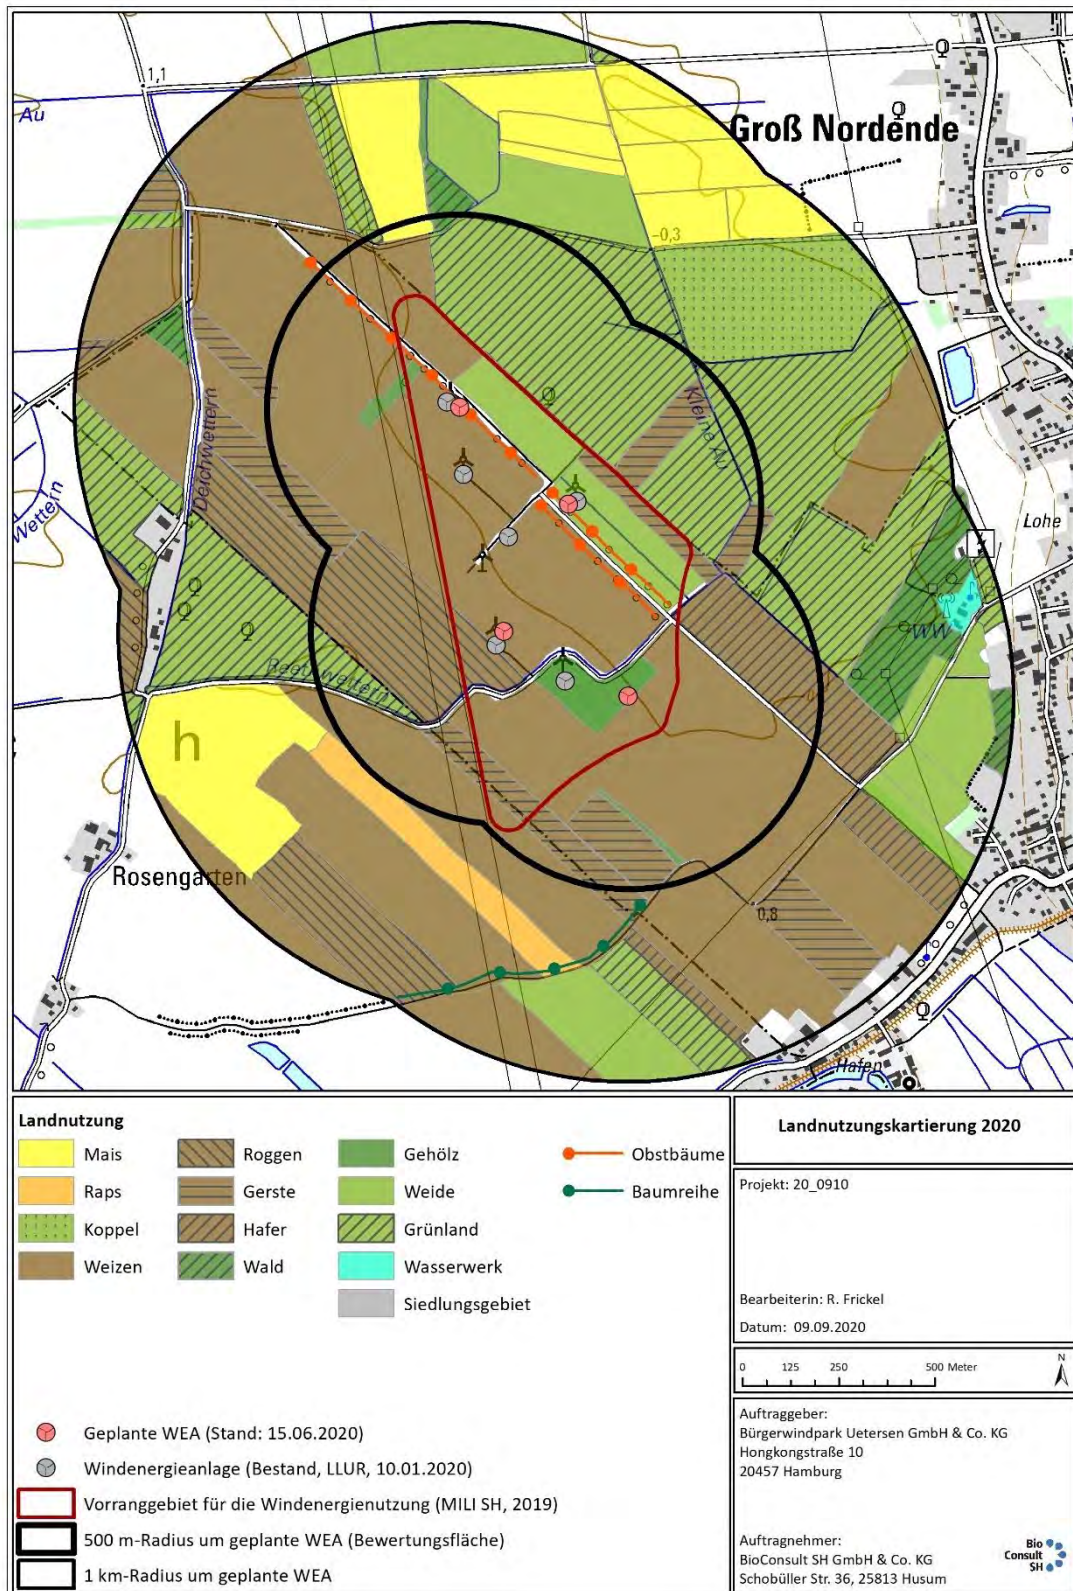 1,1
Au
Groß Nordende
-0,3
Kleine Au
Deichwettern
Wettern
Lohe
WW
Beetswettern
h
Rosengarten
0,8
Hafen
Landnutzung
Mais
Raps
Koppel
Weizen
Roggen
Gerste
Hafer
Wald
Gehölz
Weide
Grünland
Wasserwerk
Siedlungsgebiet
Obstbäume
Baumreihe
Geplante WEA (Stand: 15.06.2020)
Windenergieanlage (Bestand, LLUR, 10.01.2020)
Vorranggebiet für die Windenergienutzung (MILI SH, 2019)
500 m-Radius um geplante WEA (Bewertungsfläche)
1 km-Radius um geplante WEA
Landnutzungskartierung 2020
Projekt: 20_0910
Bearbeiterin: R. Frickel
Datum: 09.09.2020
0 125 250 500 Meter
N
Auftraggeber:
Bürgerwindpark Uetersen GmbH & Co. KG
Hongkongstraße 10
20457 Hamburg
Auftragnehmer:
BioConsult SH GmbH & Co. KG
Schobüller Str. 36, 25813 Husum
Bio
Consult
SH